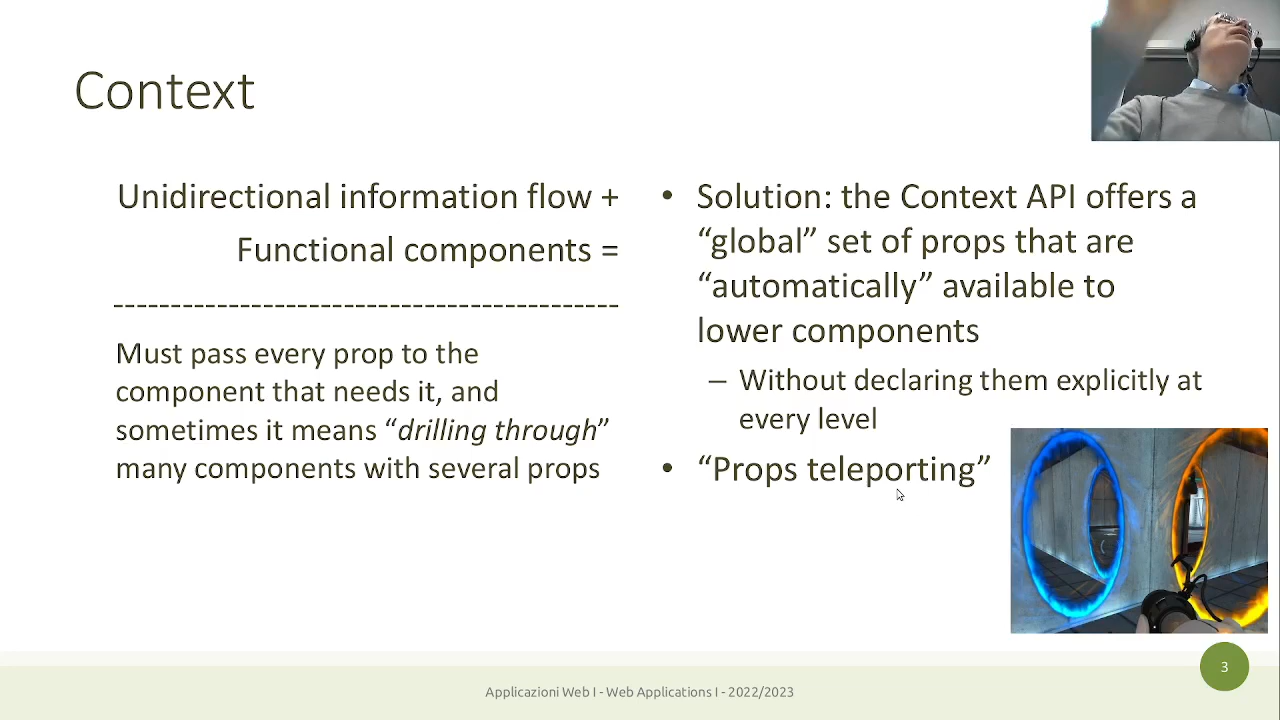 Context
Unidirectional information flow +
Functional components =
--------------------------------------------
Must pass every prop to the
component that needs it, and
sometimes it means “drilling through”
many components with several props
• Solution: the Context API offers a
“global” set of props that are
“automatically” available to
lower components
– Without declaring them explicitly at
every level
• “Props teleporting”
3
Applicazioni Web I - Web Applications I - 2022/2023